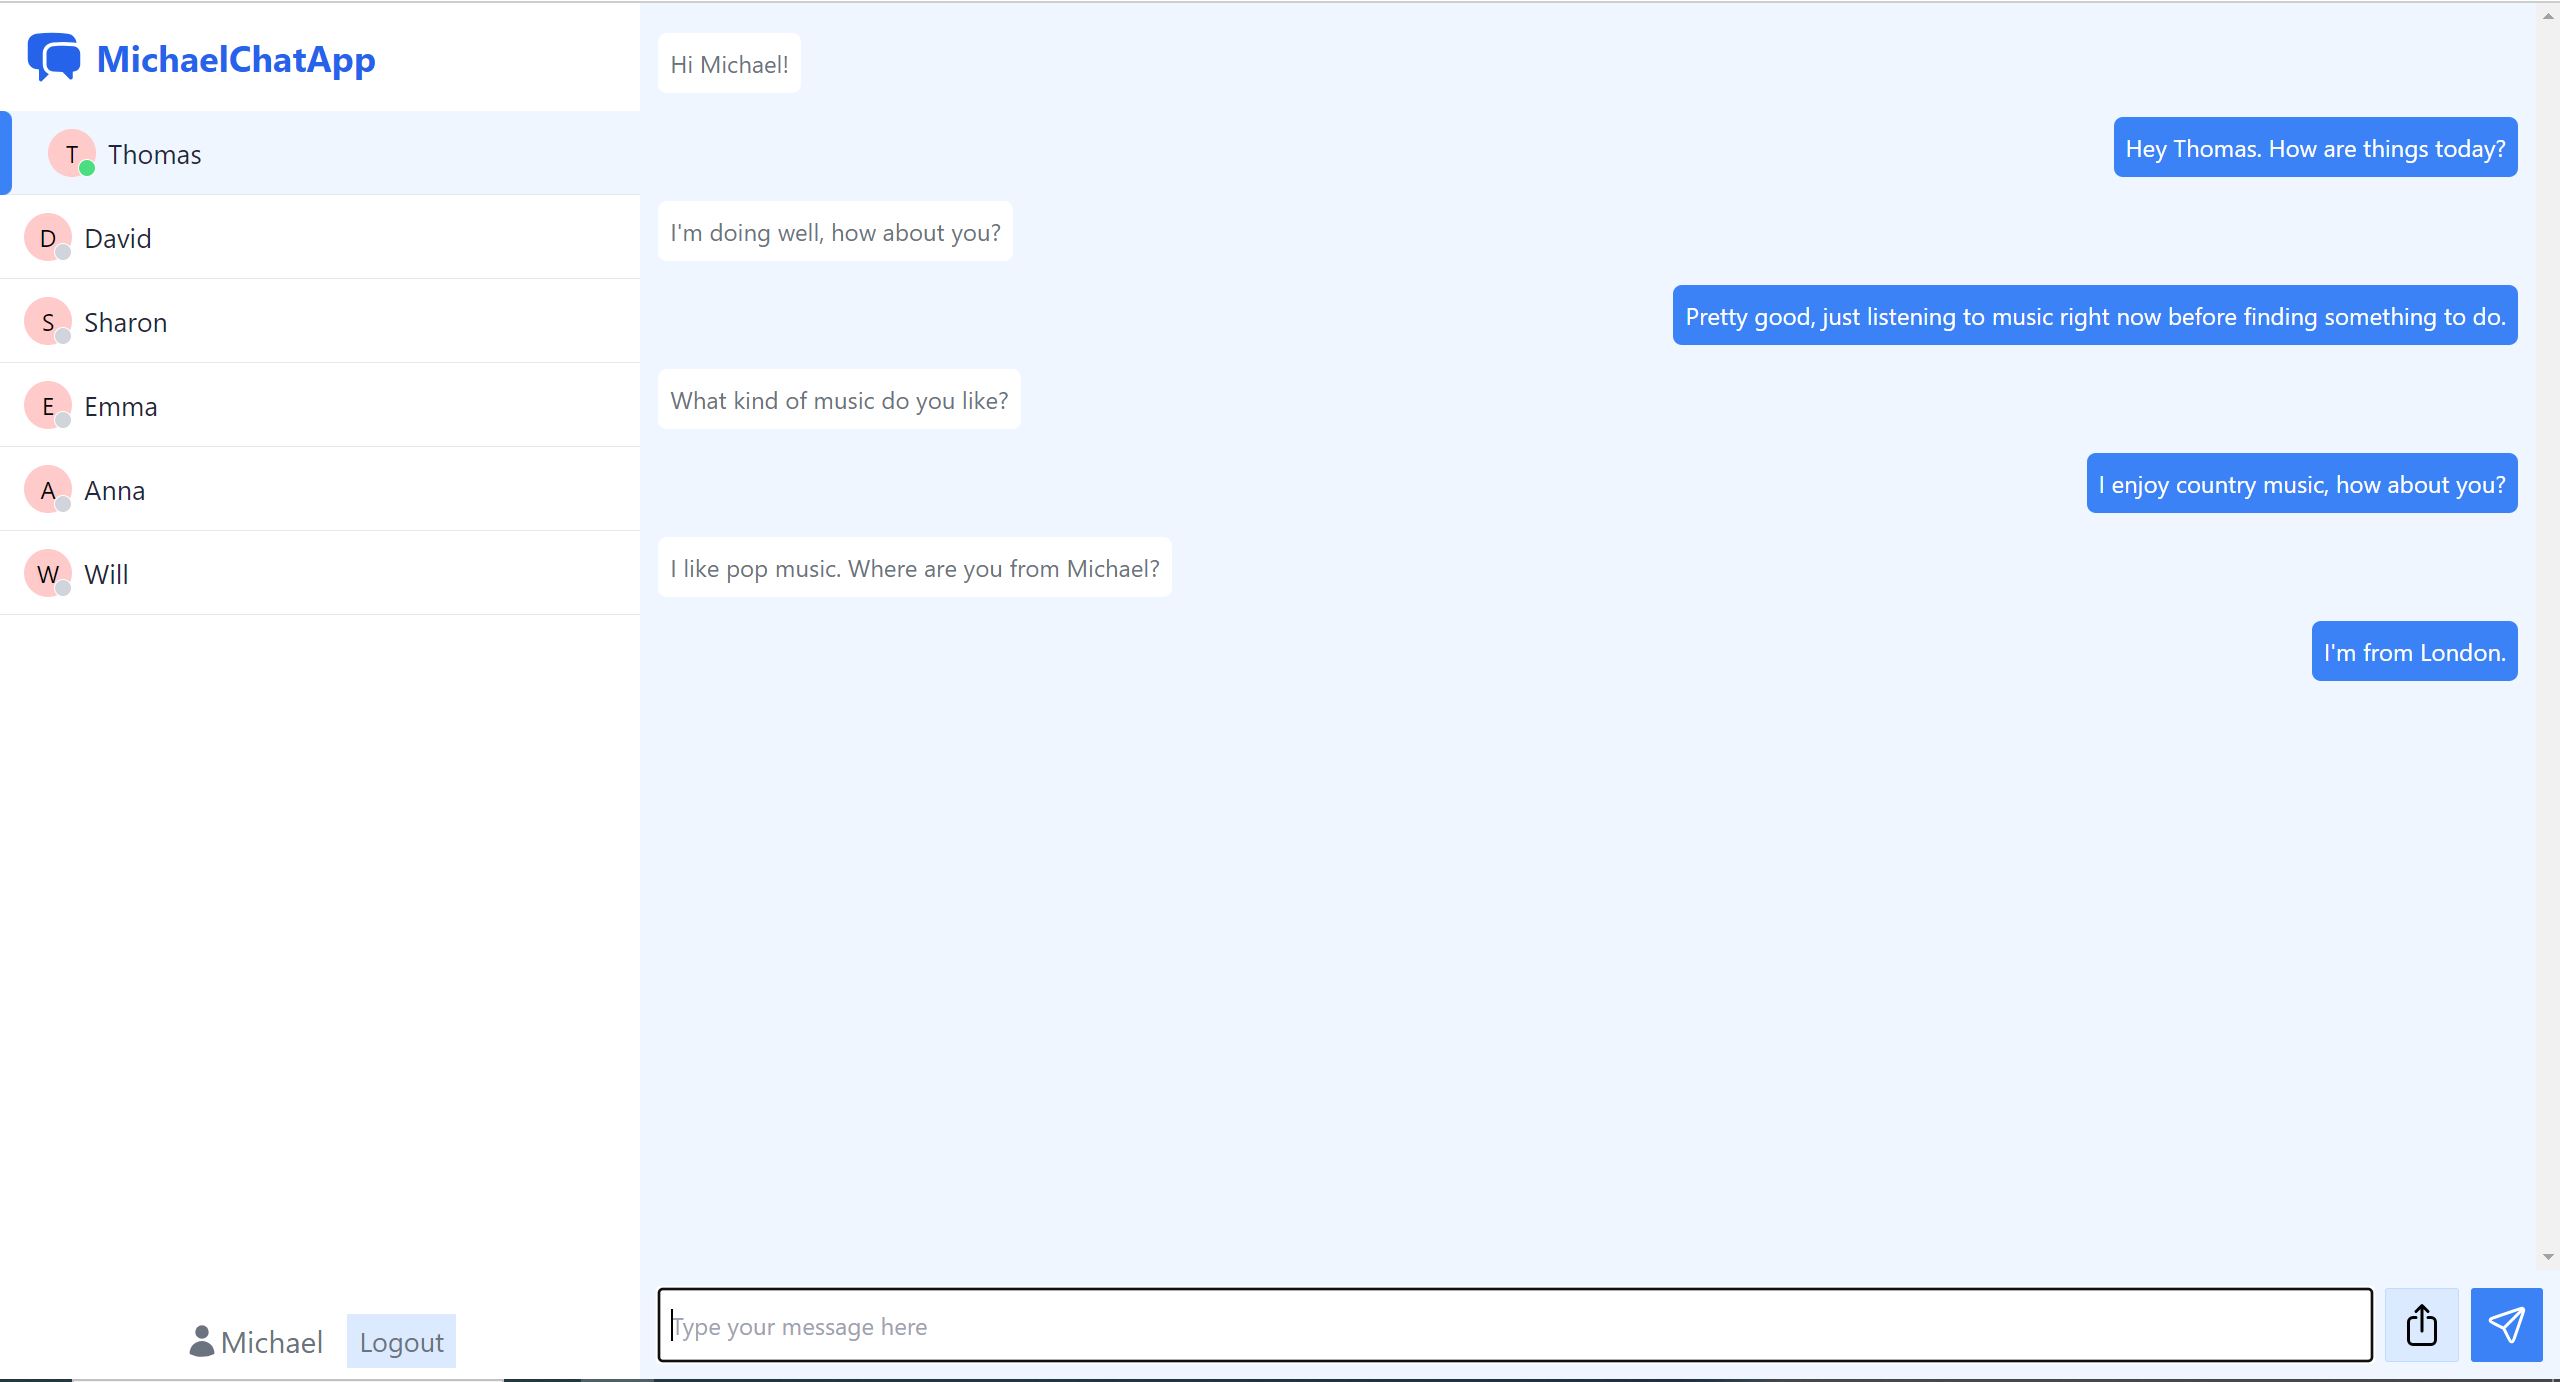 MichaelChatApp
T Thomas
D David
S Sharon
E Emma
A Anna
W Will
Michael Logout
Hi Michael!
Hey Thomas. How are things today?
I'm doing well, how about you?
Pretty good, just listening to music right now before finding something to do.
What kind of music do you like?
I enjoy country music, how about you?
I like pop music. Where are you from Michael?
I'm from London.
Type your message here